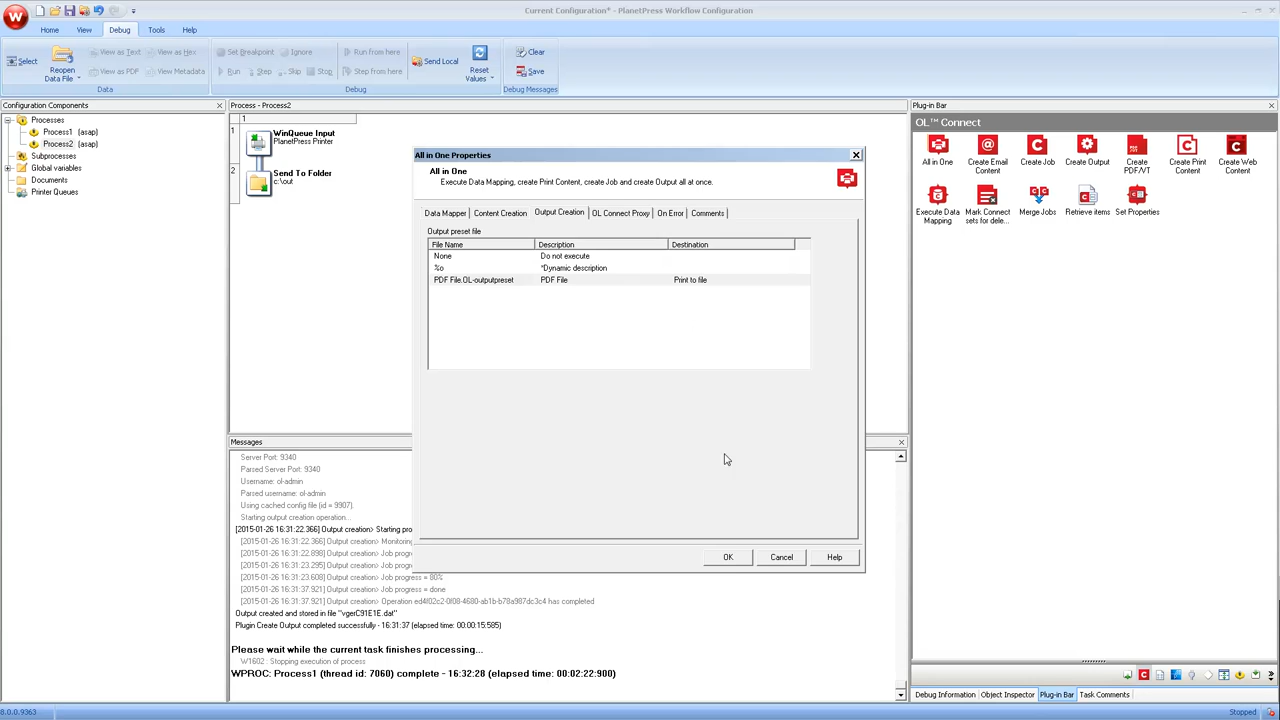 Current Configuration* - PlanetPress Workflow Configuration
Home View Debug Tools Help
Select
Reopen Data File
View as Text View as Hex
View as PDF View Metadata
Data
Set Breakpoint Ignore Run from here
Run Step Skip Stop Step from here
Send Local
Reset Values
Debug
Clear
Save
Debug Messages
Configuration Components
Processes
Process1 (asap)
Process2 (asap)
Subprocesses
Global variables
Documents
Printer Queues
Process - Process2
1
1
WinQueue Input
PlanetPress Printer
2
Send To Folder
c:\out
All in One Properties
All in One
Execute Data Mapping, create Print Content, create Job and create Output all at once.
Data Mapper Content Creation Output Creation OL Connect Proxy On Error Comments
Output preset file
File Name Description Destination
None Do not execute
%o *Dynamic description
PDF File.OL-outputpreset PDF File Print to file
OK Cancel Help
Messages
Server Port: 9340
Parsed Server Port: 9340
Username: ol-admin
Parsed username: ol-admin
Using cached config file (id = 9907).
Starting output creation operation...
[2015-01-26 16:31:22.366] Output creation> Starting pro
[2015-01-26 16:31:22.366] Output creation> Monitorin
[2015-01-26 16:31:22.898] Output creation> Job prog
[2015-01-26 16:31:23.295] Output creation> Job prog
[2015-01-26 16:31:23.608] Output creation> Job progress = 80%
[2015-01-26 16:31:37.921] Output creation> Job progress = done
[2015-01-26 16:31:37.921] Output creation> Operation ed4f02c2-0f08-4680-ab1b-b78a987dc3c4 has completed
Output created and stored in file "vgerC91E1E.dat"
Plugin Create Output completed successfully - 16:31:37 (elapsed time: 00:00:15:585)
Please wait while the current task finishes processing...
W1602 : Stopping execution of process
WPROC: Process1 (thread id: 7060) complete - 16:32:28 (elapsed time: 00:02:22:900)
Plug-in Bar
OL™ Connect
All in One
Create Email Content
Create Job
Create Output
Create PDF/VT
Create Print Content
Create Web Content
Execute Data Mapping
Mark Connect sets for dele...
Merge Jobs
Retrieve items
Set Properties
Debug Information Object Inspector Plug-in Bar Task Comments
8.0.0.9363
Stopped